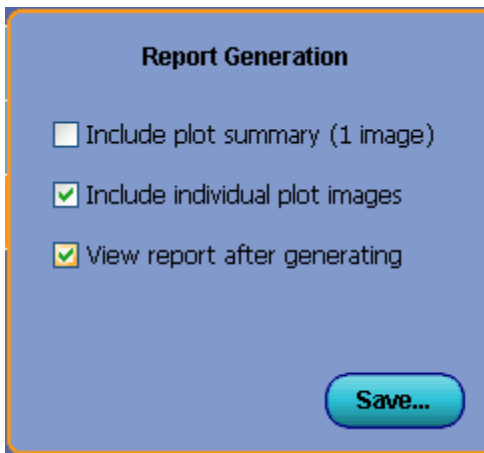 Report Generation
Include plot summary (1 image)
Include individual plot images
View report after generating
Save...